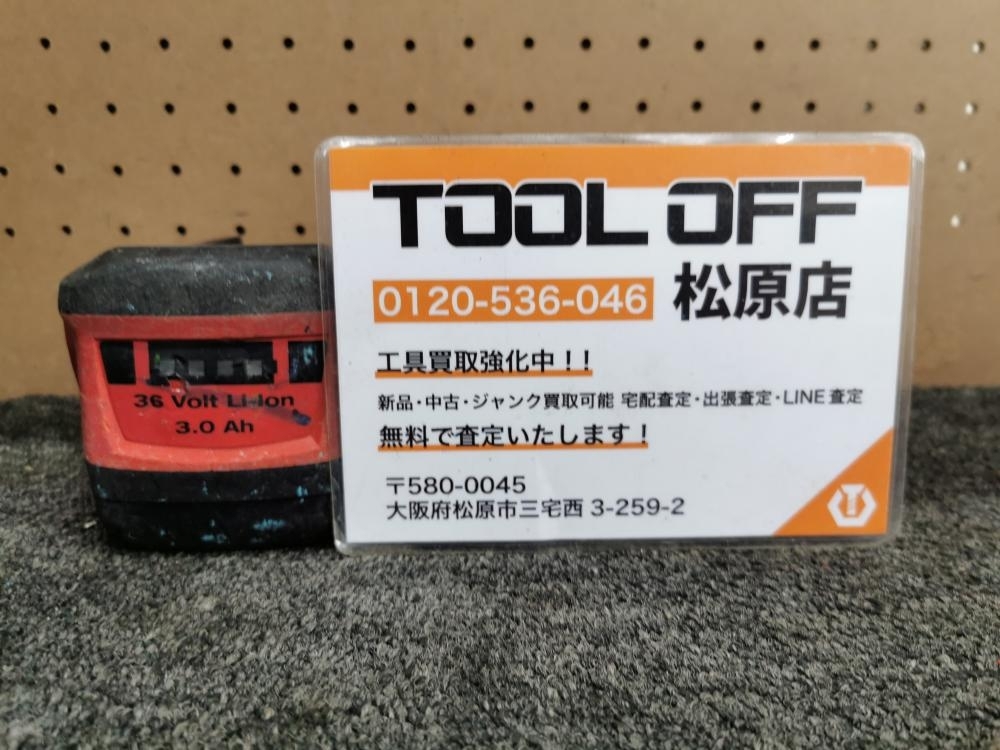 36 Volt Li-Ion
3.0 Ah
TOOL OFF
0120-536-046 松原店
工具買取強化中！！
新品・中古・ジャンク買取可能 宅配査定・出張査定・LINE査定
無料で査定いたします！
〒580-0045
大阪府松原市三宅西 3-259-2